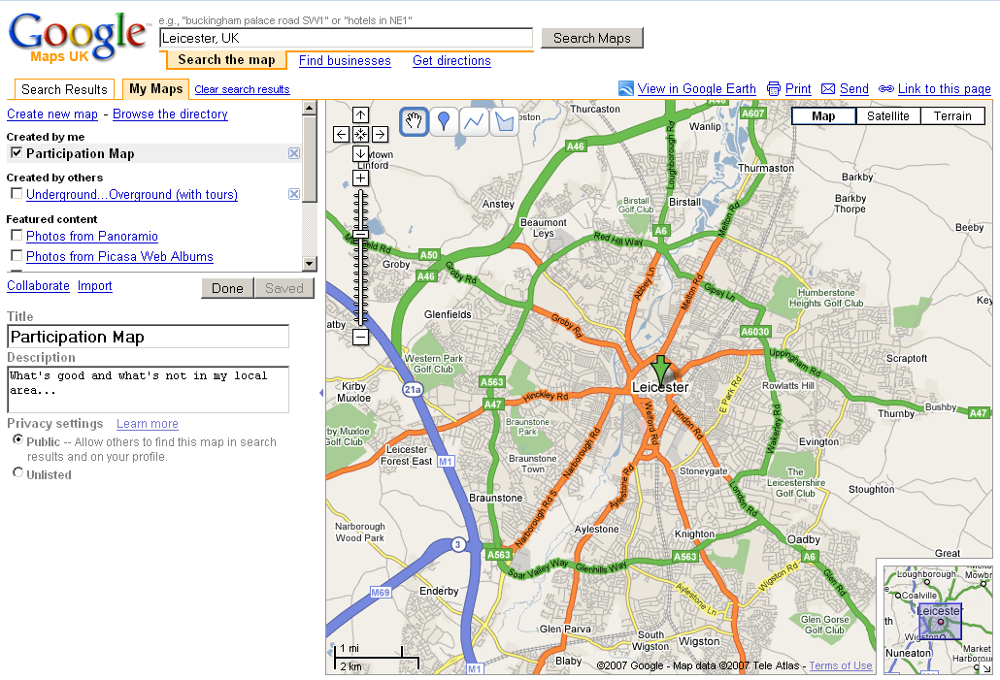 Google™
Maps UK
e.g., "buckingham palace road SW1" or "hotels in NE1"
Leicester, UK
Search Maps
Search the map Find businesses Get directions
Search Results My Maps Clear search results
View in Google Earth Print Send Link to this page
Create new map - Browse the directory
Created by me
Participation Map
Created by others
Underground...Overground (with tours)
Featured content
Photos from Panoramio
Photos from Picasa Web Albums
Collaborate Import
Done Saved
Title
Participation Map
Description
What's good and what's not in my local
area...
Privacy settings Learn more
Public -- Allow others to find this map in search
results and on your profile.
Unlisted
Map Satellite Terrain
Thurcaston
A607
Wanlip
A46
Loughborough Rd
Linford
Thurmaston
Barkby
Barkby
Thorpe
Anstey
Birstall
Golf Club
Birstall
Melton Rd
Beaumont
Leys
Red Hill Way
A6
Beeby
A50
Groby
A46
Groby Rd
Abbey Ln
Melton Rd
Gipsy Ln
Humberstone
Heights Golf Club
Glenfields
Groby Rd
A6030
Western Park
Golf Club
Uppingham Rd
Scraptoft
Kirby
Muxloe
21a
A563
A47
Hinckley Rd
Leicester
E Park Rd
Rowlatts Hill
Bushby
Thurnby
A47
Braunstone
Park
Welford Rd
London Rd
Wakerley Rd
Evington
by Muxloe
Golf Club
Leicester
Forest East
M1
Braunstone
Town
Narborough Rd
Stoneygate
The
Leicestershire
Golf Club
Stoughton
Braunstone
Aylestone Rd
London Rd
Narborough Rd S
Narborough
Wood Park
Aylestone
Knighton
Oadby
Great
3
A563
Soar Valley Way
Glenhills Way
A563
A6
Glen Rd
Wigston Rd
M69
Enderby
Aylestone Ln
Glen Gorse
Golf Club
Glen Parva
South
Wigston
Wigston
Blaby
M1
1 mi
2 km
©2007 Google - Map data ©2007 Tele Atlas - Terms of Use
Loughborough
Coalville
Leicester
Wigston
Nuneaton
Market